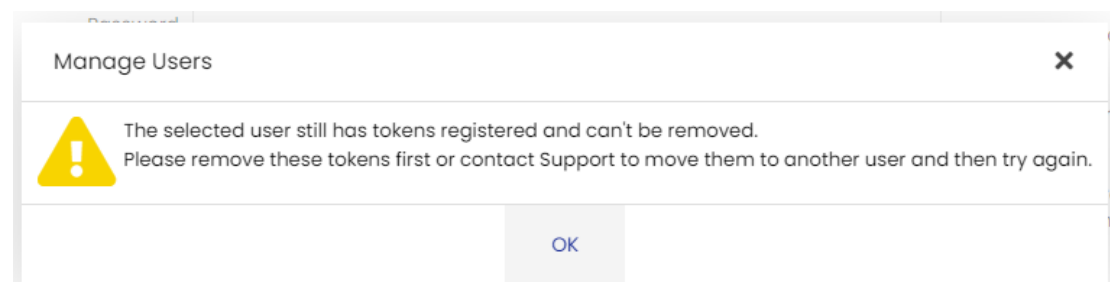 Password
Manage Users
The selected user still has tokens registered and can't be removed.
Please remove these tokens first or contact Support to move them to another user and then try again.
OK